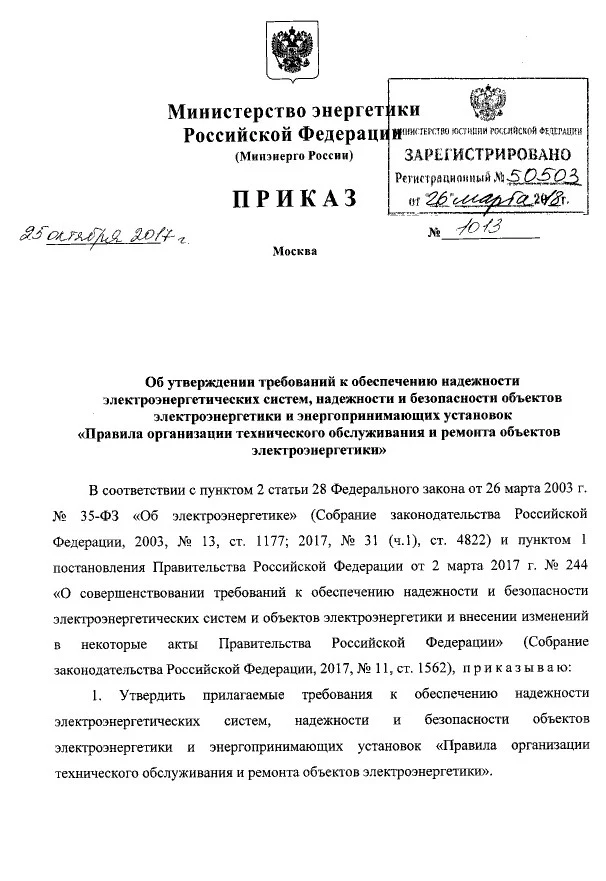 Министерство энергетики
Российской Федерации
(Минэнерго России)
ПРИКАЗ
МИНИСТЕРСТВО ЮСТИЦИИ РОССИЙСКОЙ ФЕДЕРАЦИИ
ЗАРЕГИСТРИРОВАНО
Регистрационный № 50503
от "26" марта 2018г.
25 октября 2017 г.
№ 1013
Москва
Об утверждении требований к обеспечению надежности
электроэнергетических систем, надежности и безопасности объектов
электроэнергетики и энергопринимающих установок
«Правила организации технического обслуживания и ремонта объектов
электроэнергетики»
В соответствии с пунктом 2 статьи 28 Федерального закона от 26 марта 2003 г.
№ 35-ФЗ «Об электроэнергетике» (Собрание законодательства Российской
Федерации, 2003, № 13, ст. 1177; 2017, № 31 (ч.1), ст. 4822) и пунктом 1
постановления Правительства Российской Федерации от 2 марта 2017 г. № 244
«О совершенствовании требований к обеспечению надежности и безопасности
электроэнергетических систем и объектов электроэнергетики и внесении изменений
в некоторые акты Правительства Российской Федерации» (Собрание
законодательства Российской Федерации, 2017, № 11, ст. 1562), приказываю:
1. Утвердить прилагаемые требования к обеспечению надежности
электроэнергетических систем, надежности и безопасности объектов
электроэнергетики и энергопринимающих установок «Правила организации
технического обслуживания и ремонта объектов электроэнергетики».